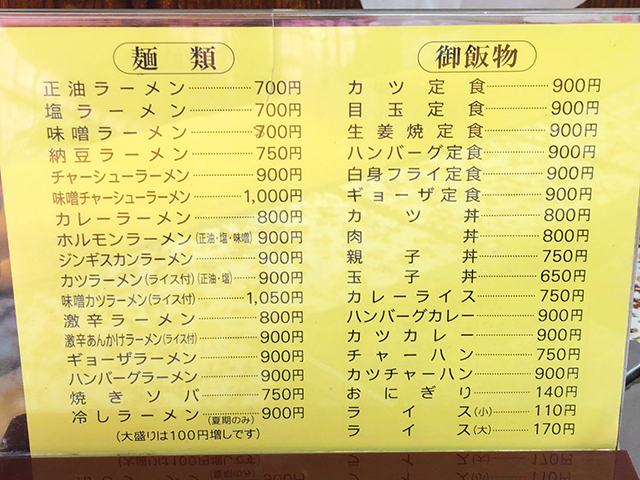 麺類
正油ラーメン 700円
塩ラーメン 700円
味噌ラーメン 700円
納豆ラーメン 750円
チャーシューラーメン 900円
味噌チャーシューラーメン 1,000円
カレーラーメン 800円
ホルモンラーメン(正油・塩・味噌) 900円
ジンギスカンラーメン 900円
カツラーメン(ライス付)(正油・塩) 900円
味噌カツラーメン(ライス付) 1,050円
激辛ラーメン 800円
激辛あんかけラーメン(ライス付) 900円
ギョーザラーメン 900円
ハンバーグラーメン 900円
焼きソバ 750円
冷しラーメン(夏期のみ) 900円
(大盛りは100円増しです)
御飯物
カツ定食 900円
目玉定食 900円
生姜焼定食 900円
ハンバーグ定食 900円
白身フライ定食 900円
ギョーザ定食 900円
カツ丼 800円
肉丼 800円
親子丼 750円
玉子丼 650円
カレーライス 750円
ハンバーグカレー 900円
カツカレー 900円
チャーハン 750円
カツチャーハン 900円
おにぎり 140円
ライス(小) 110円
ライス(大) 170円